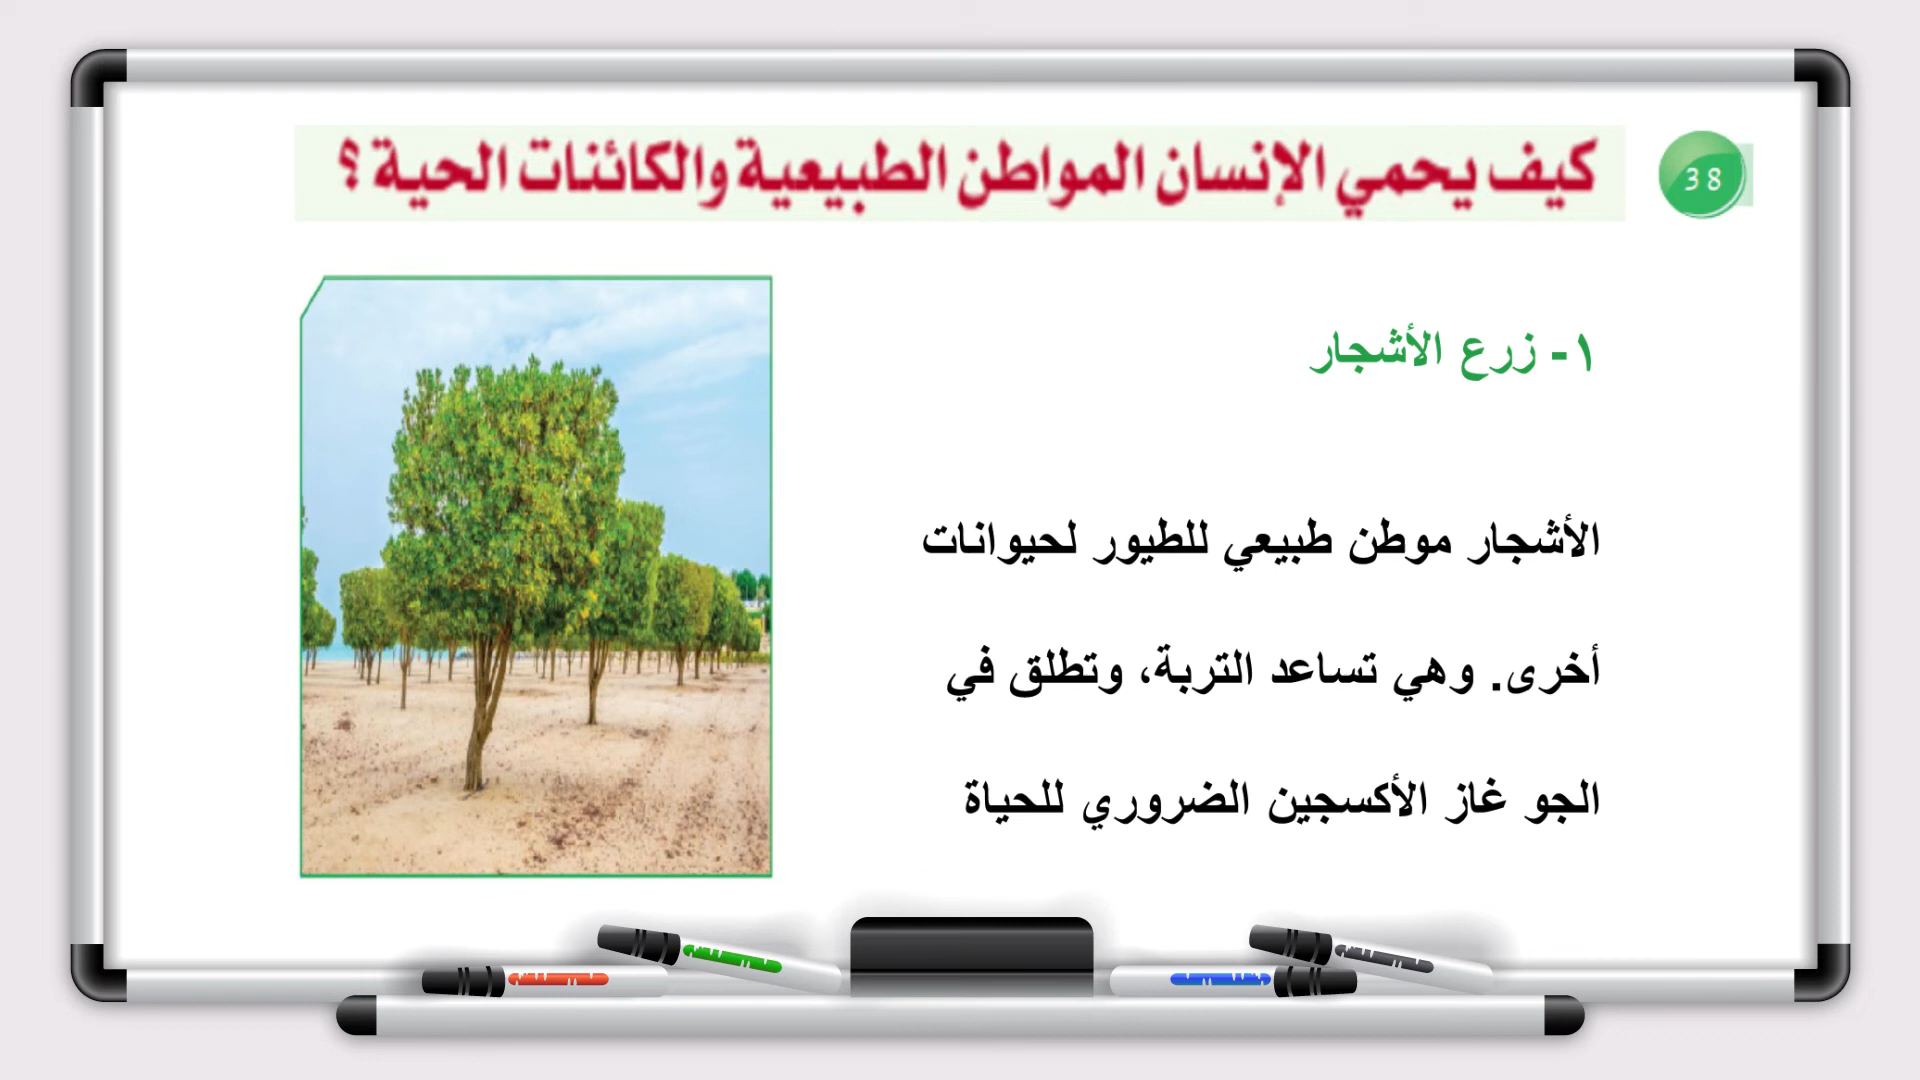 38
كيف يحمي الإنسان المواطن الطبيعية والكائنات الحية ؟
١- زرع الأشجار
الأشجار موطن طبيعي للطيور لحيوانات
أخرى. وهي تساعد التربة، وتطلق في
الجو غاز الأكسجين الضروري للحياة